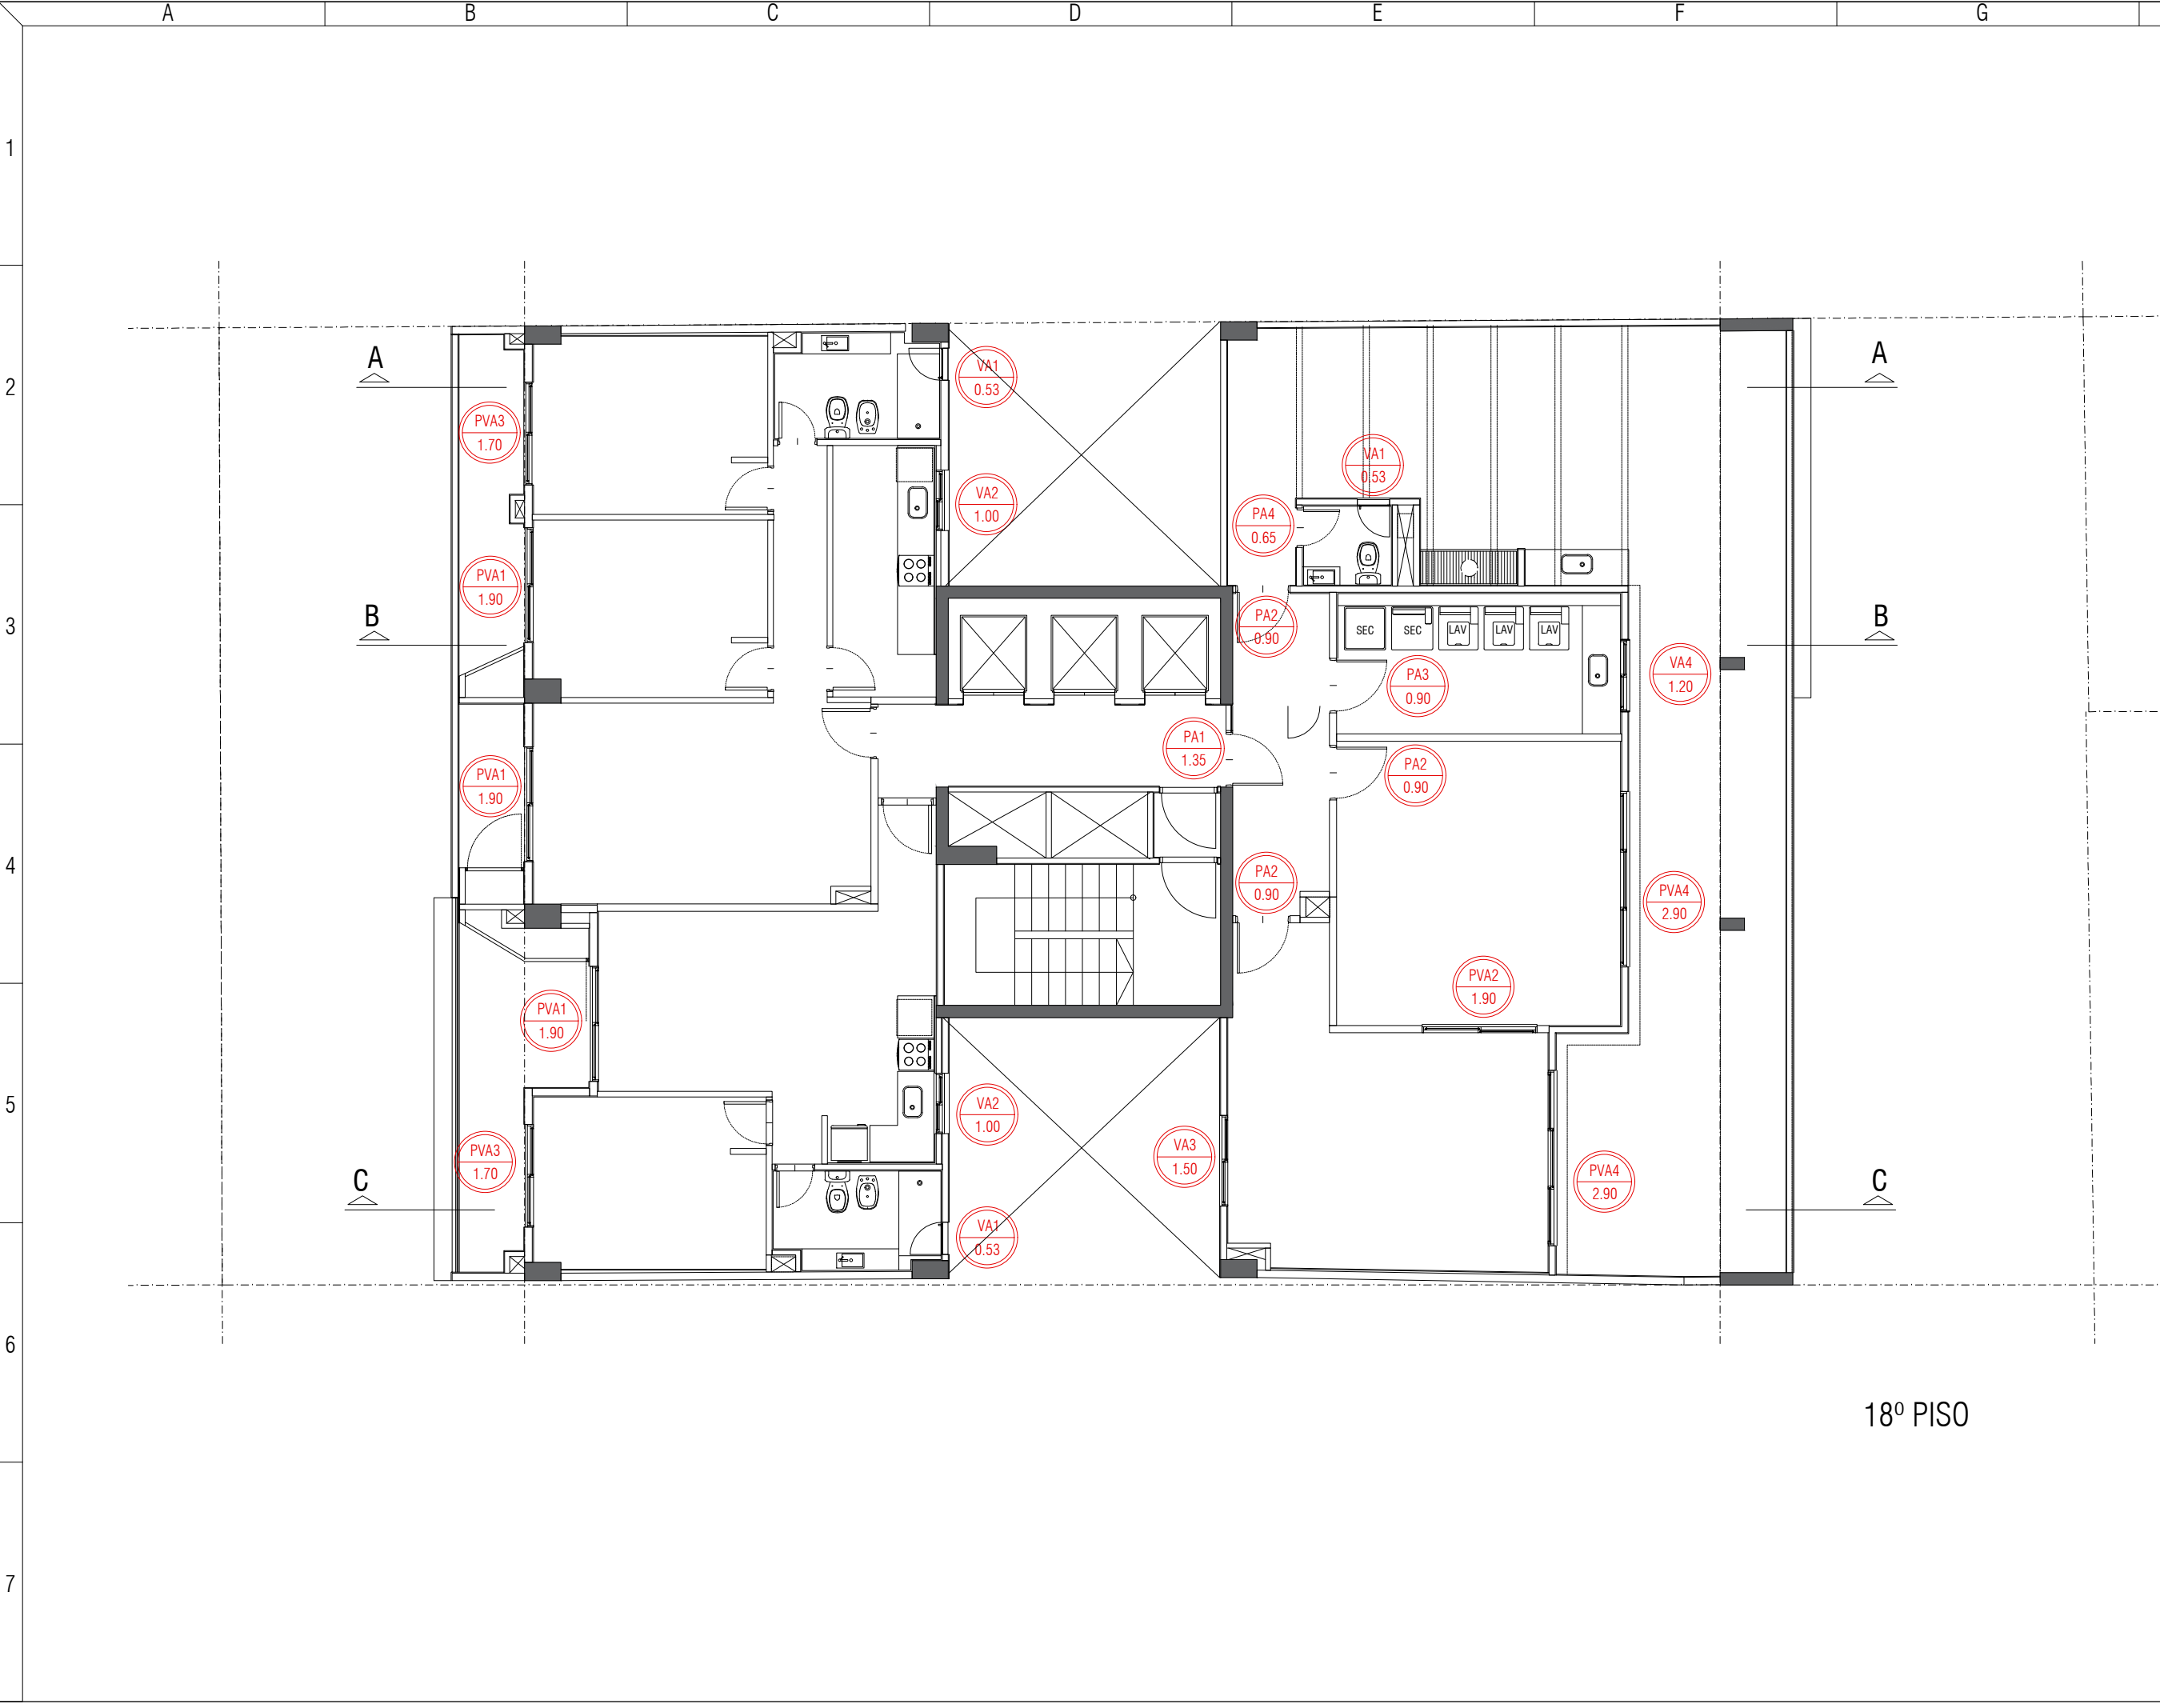 A B C D E F G
1
2
3
4
5
6
7
A
A
VA1
0.53
PVA3
1.70
VA1
0.53
VA2
1.00
PA4
0.65
PVA1
1.90
B
B
PA2
0.90
SEC SEC LAV LAV LAV
VA4
1.20
PA3
0.90
PA1
1.35
PVA1
1.90
PA2
0.90
PA2
0.90
PVA4
2.90
PVA2
1.90
PVA1
1.90
VA2
1.00
VA3
1.50
PVA3
1.70
PVA4
2.90
C
C
VA1
0.53
18º PISO